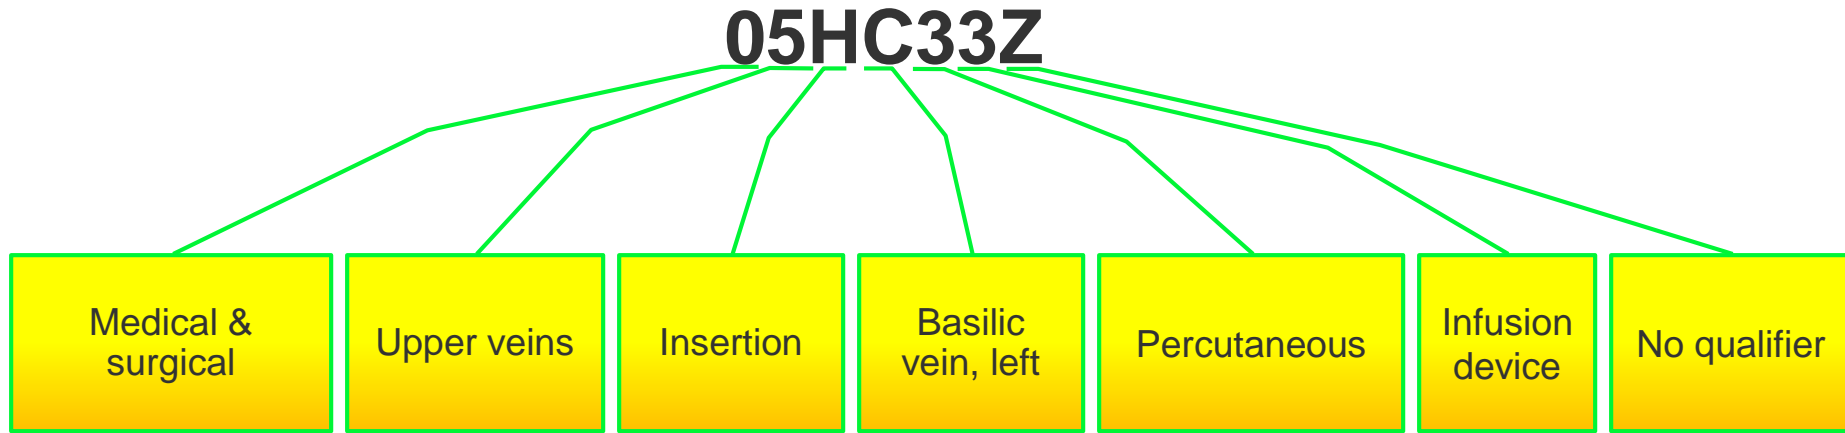 05HC33Z
Medical &
surgical
Upper veins
Insertion
Basilic
vein, left
Percutaneous
Infusion
device
No qualifier